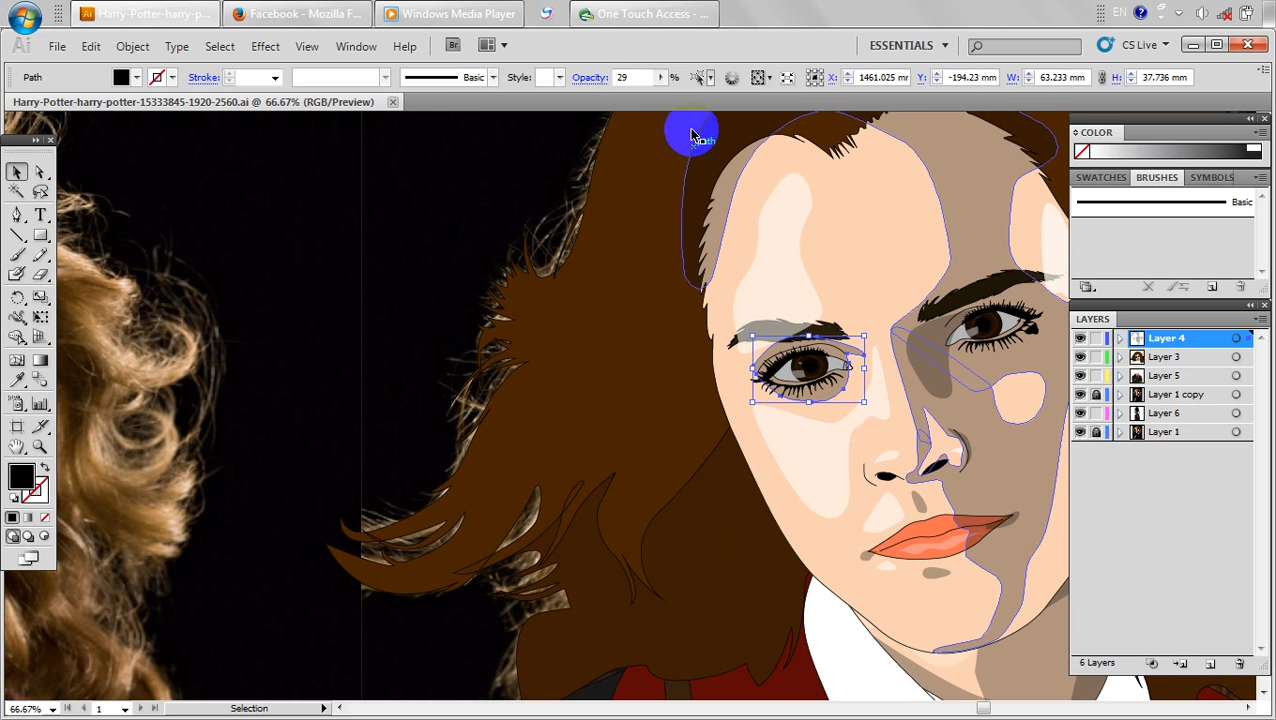 Harry-Potter-harry-p...
Facebook - Mozilla F...
Windows Media Player
One Touch Access - ...
EN
Ai
File
Edit
Object
Type
Select
Effect
View
Window
Help
Br
ESSENTIALS
CS Live
Path
Stroke:
Basic
Style:
Opacity:
29
%
X:
1461.025 mm
Y:
-194.23 mm
W:
63.233 mm
H:
37.736 mm
Harry-Potter-harry-potter-15333845-1920-2560.ai @ 66.67% (RGB/Preview)
COLOR
SWATCHES
BRUSHES
SYMBOLS
Basic
LAYERS
Layer 4
Layer 3
Layer 5
Layer 1 copy
Layer 6
Layer 1
6 Layers
66.67%
1
Selection